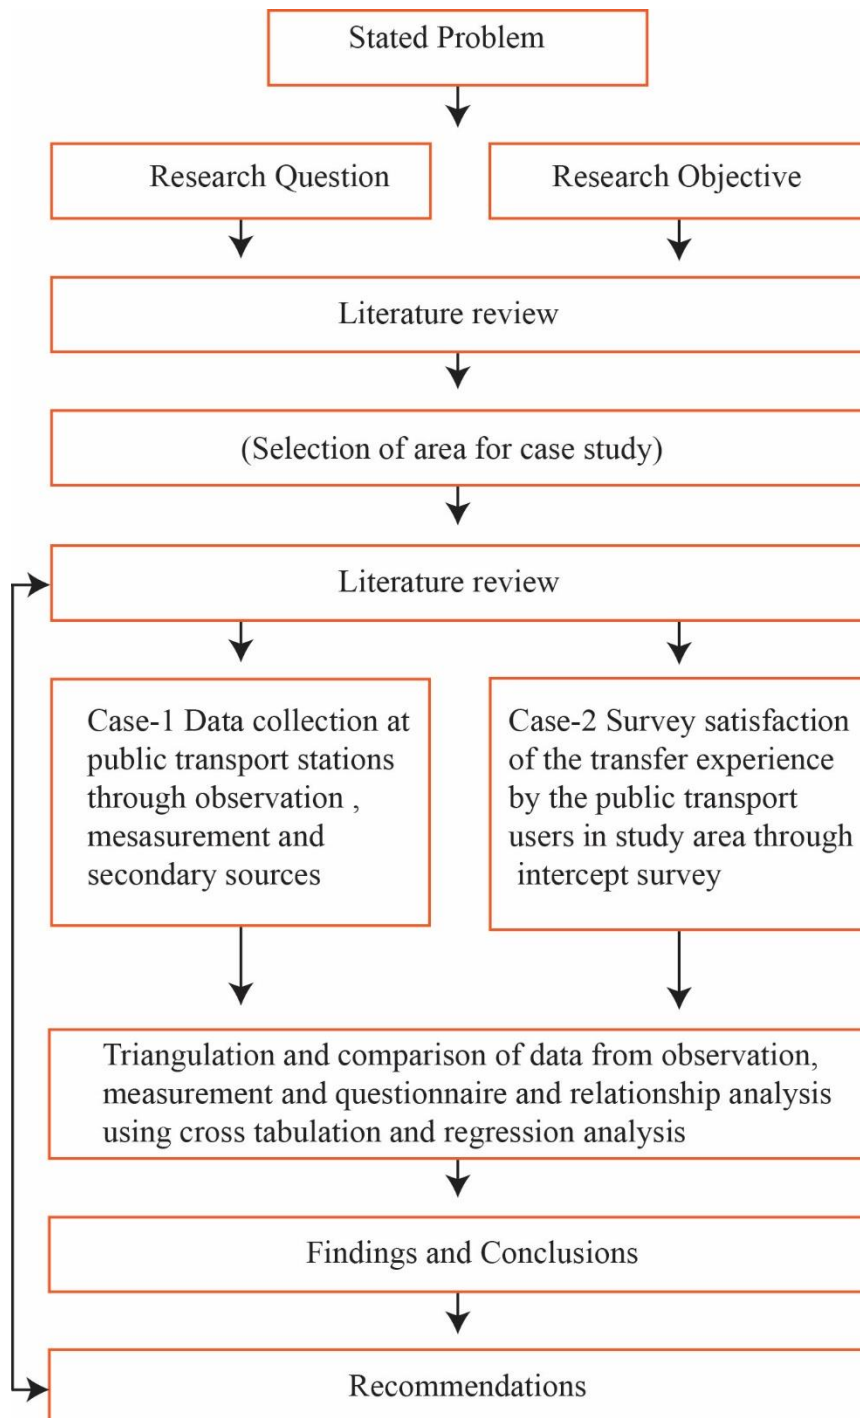 Stated Problem
Research Question
Research Objective
Literature review
(Selection of area for case study)
Literature review
Case-1 Data collection at
public transport stations
through observation ,
mesasurement and
secondary sources
Case-2 Survey satisfaction
of the transfer experience
by the public transport
users in study area through
intercept survey
Triangulation and comparison of data from observation,
measurement and questionnaire and relationship analysis
using cross tabulation and regression analysis
Findings and Conclusions
Recommendations